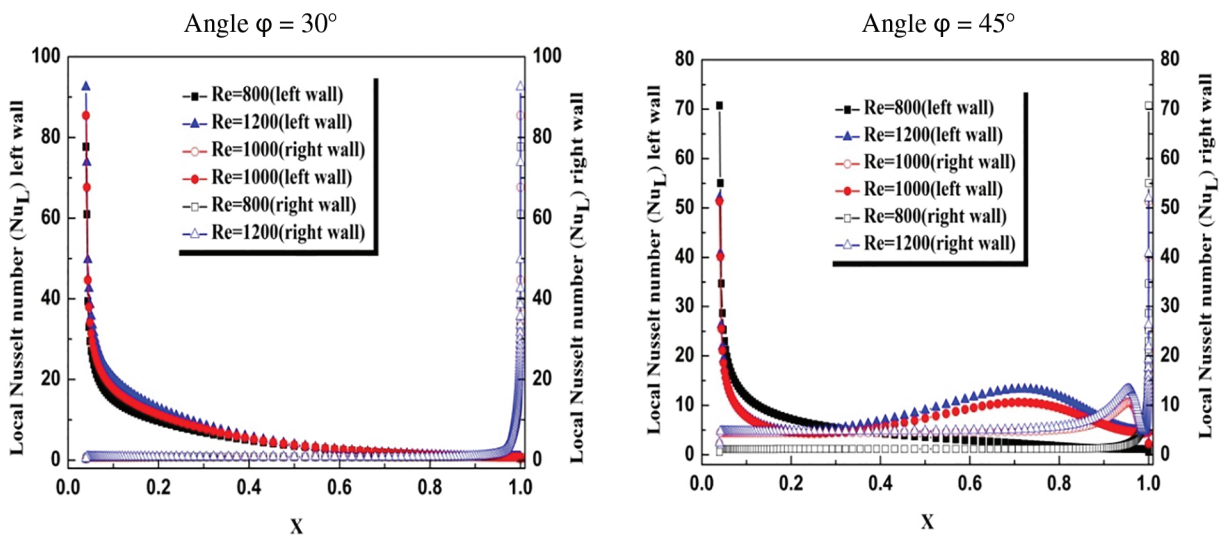 Angle φ = 30°
Angle φ = 45°
Local Nusselt number (NuL) left wall
100
80
60
40
20
0
Re=800(left wall)
Re=1200(left wall)
Re=1000(right wall)
Re=1000(left wall)
Re=800(right wall)
Re=1200(right wall)
100
90
80
70
60
50
40
30
20
10
0
Local Nusselt number (NuL) right wall
0.0 0.2 0.4 0.6 0.8 1.0
X
Local Nusselt number (NuL) left wall
80
70
60
50
40
30
20
10
0
Re=800(left wall)
Re=1200(left wall)
Re=1000(right wall)
Re=1000(left wall)
Re=800(right wall)
Re=1200(right wall)
80
70
60
50
40
30
20
10
0
Local Nusselt number (NuL) right wall
0.0 0.2 0.4 0.6 0.8 1.0
X